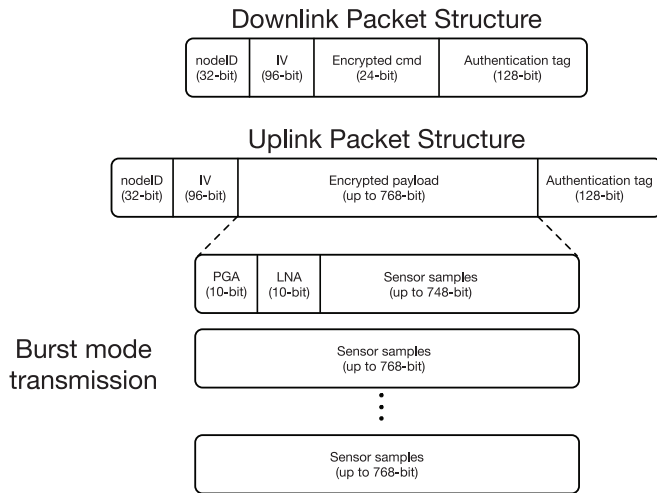 Downlink Packet Structure
nodeID IV Encrypted cmd Authentication tag
(32-bit) (96-bit) (24-bit) (128-bit)
Uplink Packet Structure
nodeID IV Encrypted payload Authentication tag
(32-bit) (96-bit) (up to 768-bit) (128-bit)
PGA LNA Sensor samples
(10-bit) (10-bit) (up to 748-bit)
Burst mode
transmission
Sensor samples
(up to 768-bit)
Sensor samples
(up to 768-bit)